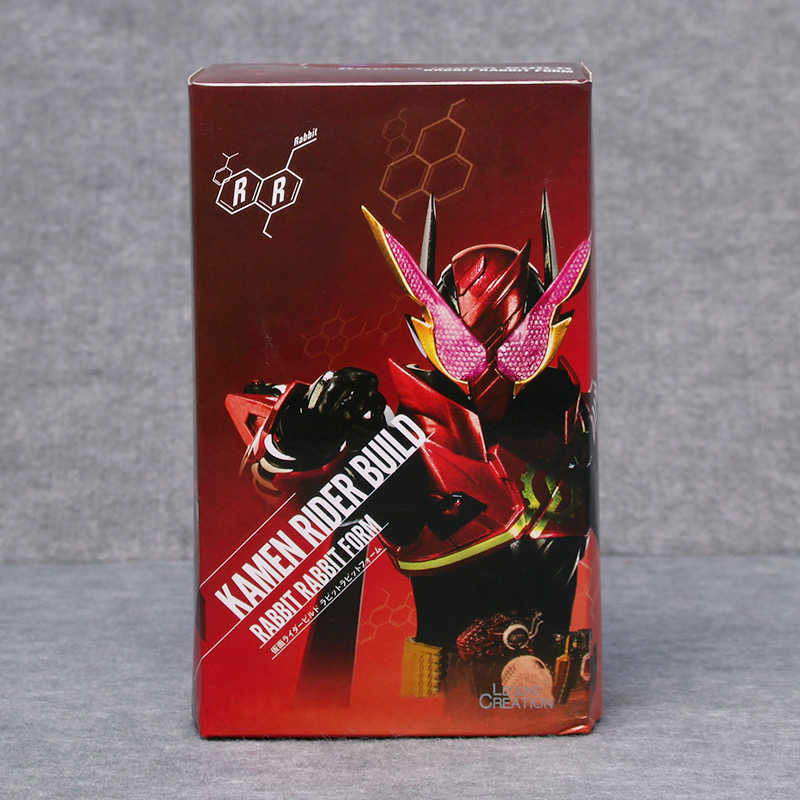 RABBIT RABBIT FORM
Rabbit
R R
KAMEN RIDER BUILD
RABBIT RABBIT FORM
仮面ライダービルド ラビットラビットフォーム
LEGEND
CREATION